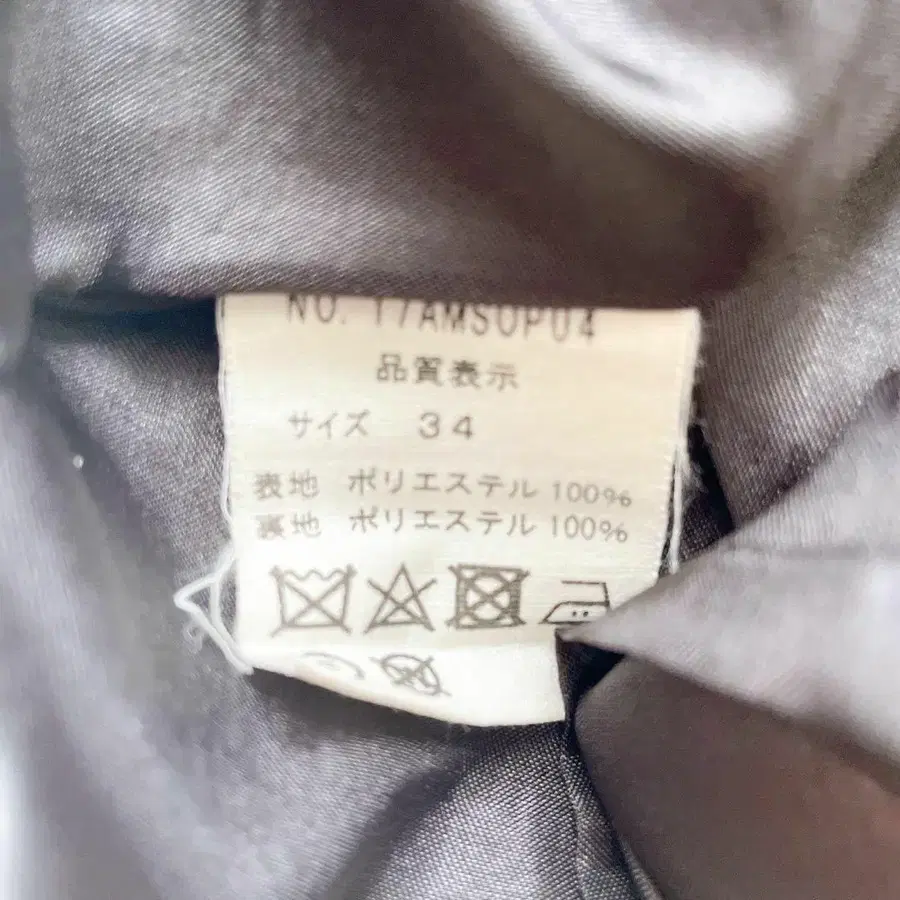 NO. 17AMSOP04
品質表示
サイズ 34
表地 ポリエステル 100%
裏地 ポリエステル 100%